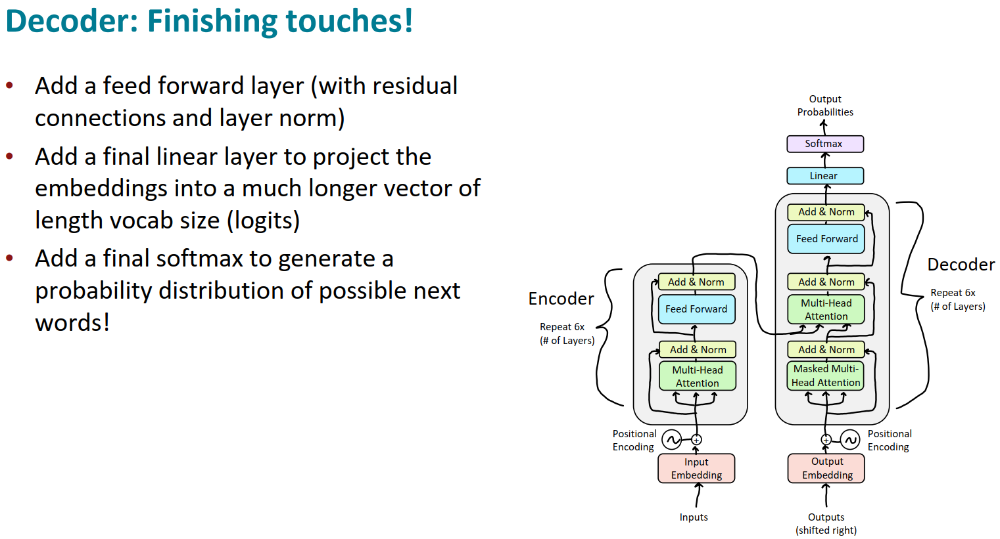 Decoder: Finishing touches!
• Add a feed forward layer (with residual
connections and layer norm)
• Add a final linear layer to project the
embeddings into a much longer vector of
length vocab size (logits)
• Add a final softmax to generate a
probability distribution of possible next
words!
Output
Probabilities
Softmax
Linear
Add & Norm
Feed Forward
Add & Norm
Multi-Head
Attention
Add & Norm
Masked Multi-
Head Attention
Decoder
Repeat 6x
(# of Layers)
Encoder
Repeat 6x
(# of Layers)
Add & Norm
Feed Forward
Add & Norm
Multi-Head
Attention
Positional
Encoding
+
Input
Embedding
Inputs
+
Positional
Encoding
Output
Embedding
Outputs
(shifted right)